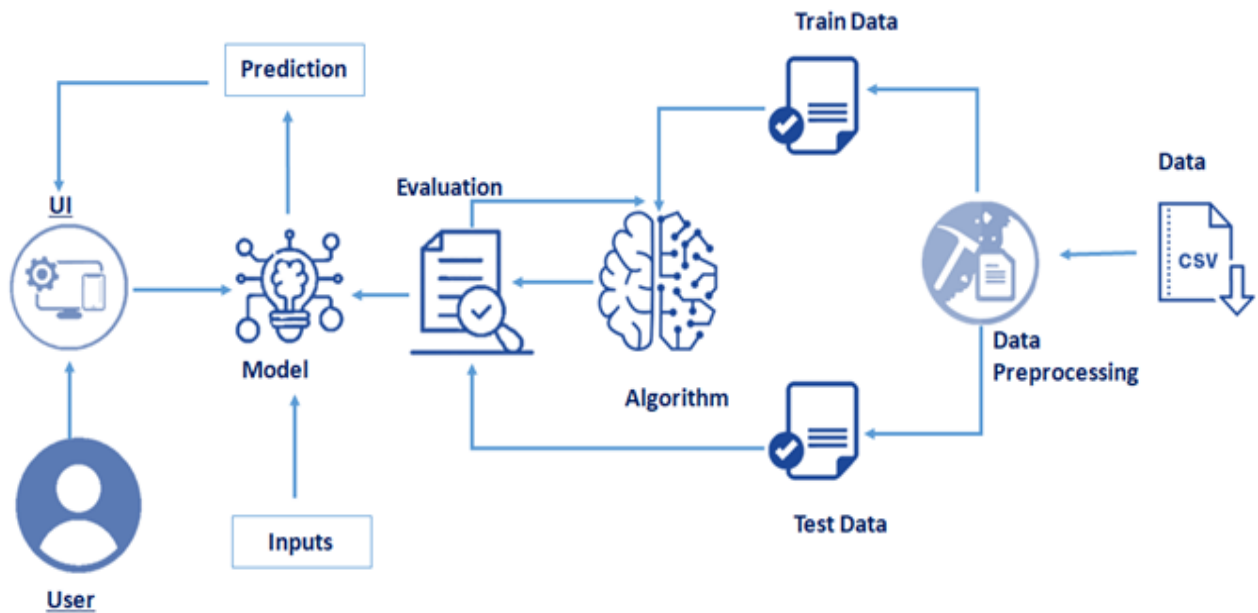 Train Data
Prediction
Data
Evaluation
UI
CSV
Model
Data
Preprocessing
Algorithm
Test Data
Inputs
User